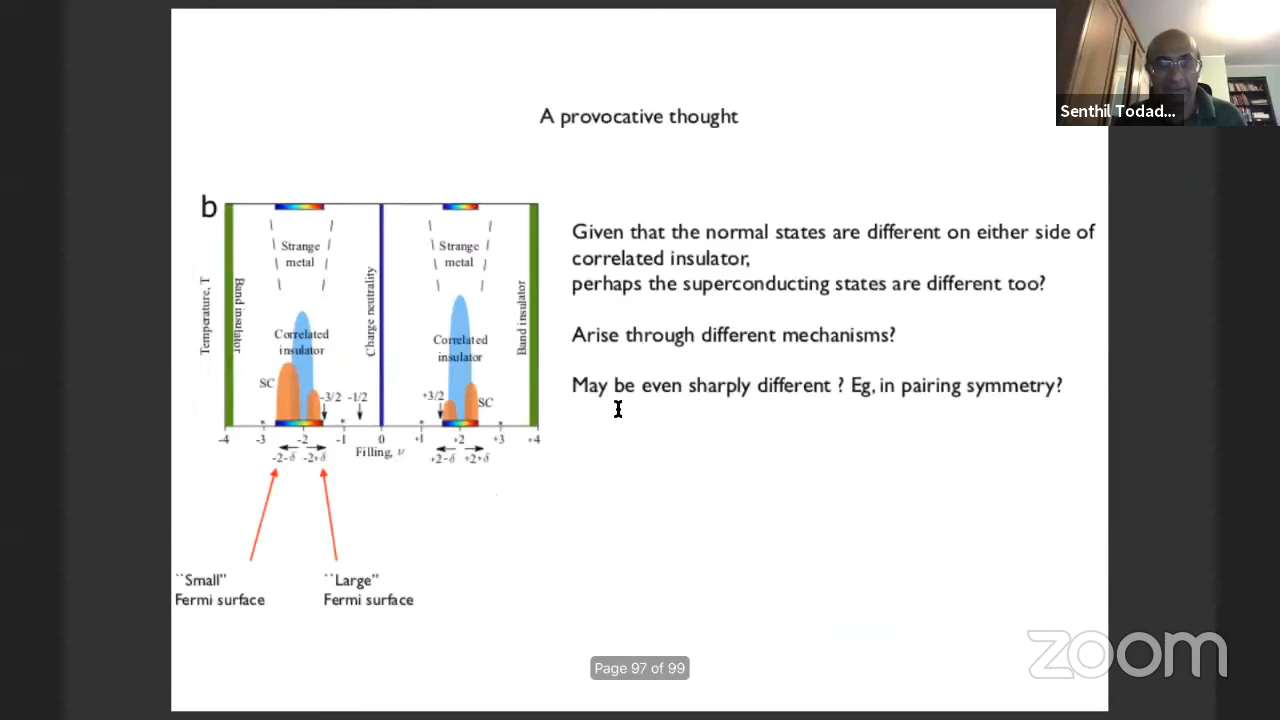 Senthil Todad...
A provocative thought
b
Strange
metal
Strange
metal
Temperature, T
Band insulator
Charge neutrality
Band insulator
Correlated
insulator
Correlated
insulator
SC
-3/2
-1/2
+3/2
SC
-4 -3 -2 -1 0 +1 +2 +3 +4
-2-δ -2+δ
Filling, ν
+2-δ +2+δ
Given that the normal states are different on either side of
correlated insulator,
perhaps the superconducting states are different too?
Arise through different mechanisms?
May be even sharply different ? Eg, in pairing symmetry?
``Small"
Fermi surface
``Large"
Fermi surface
Page 97 of 99
zoom